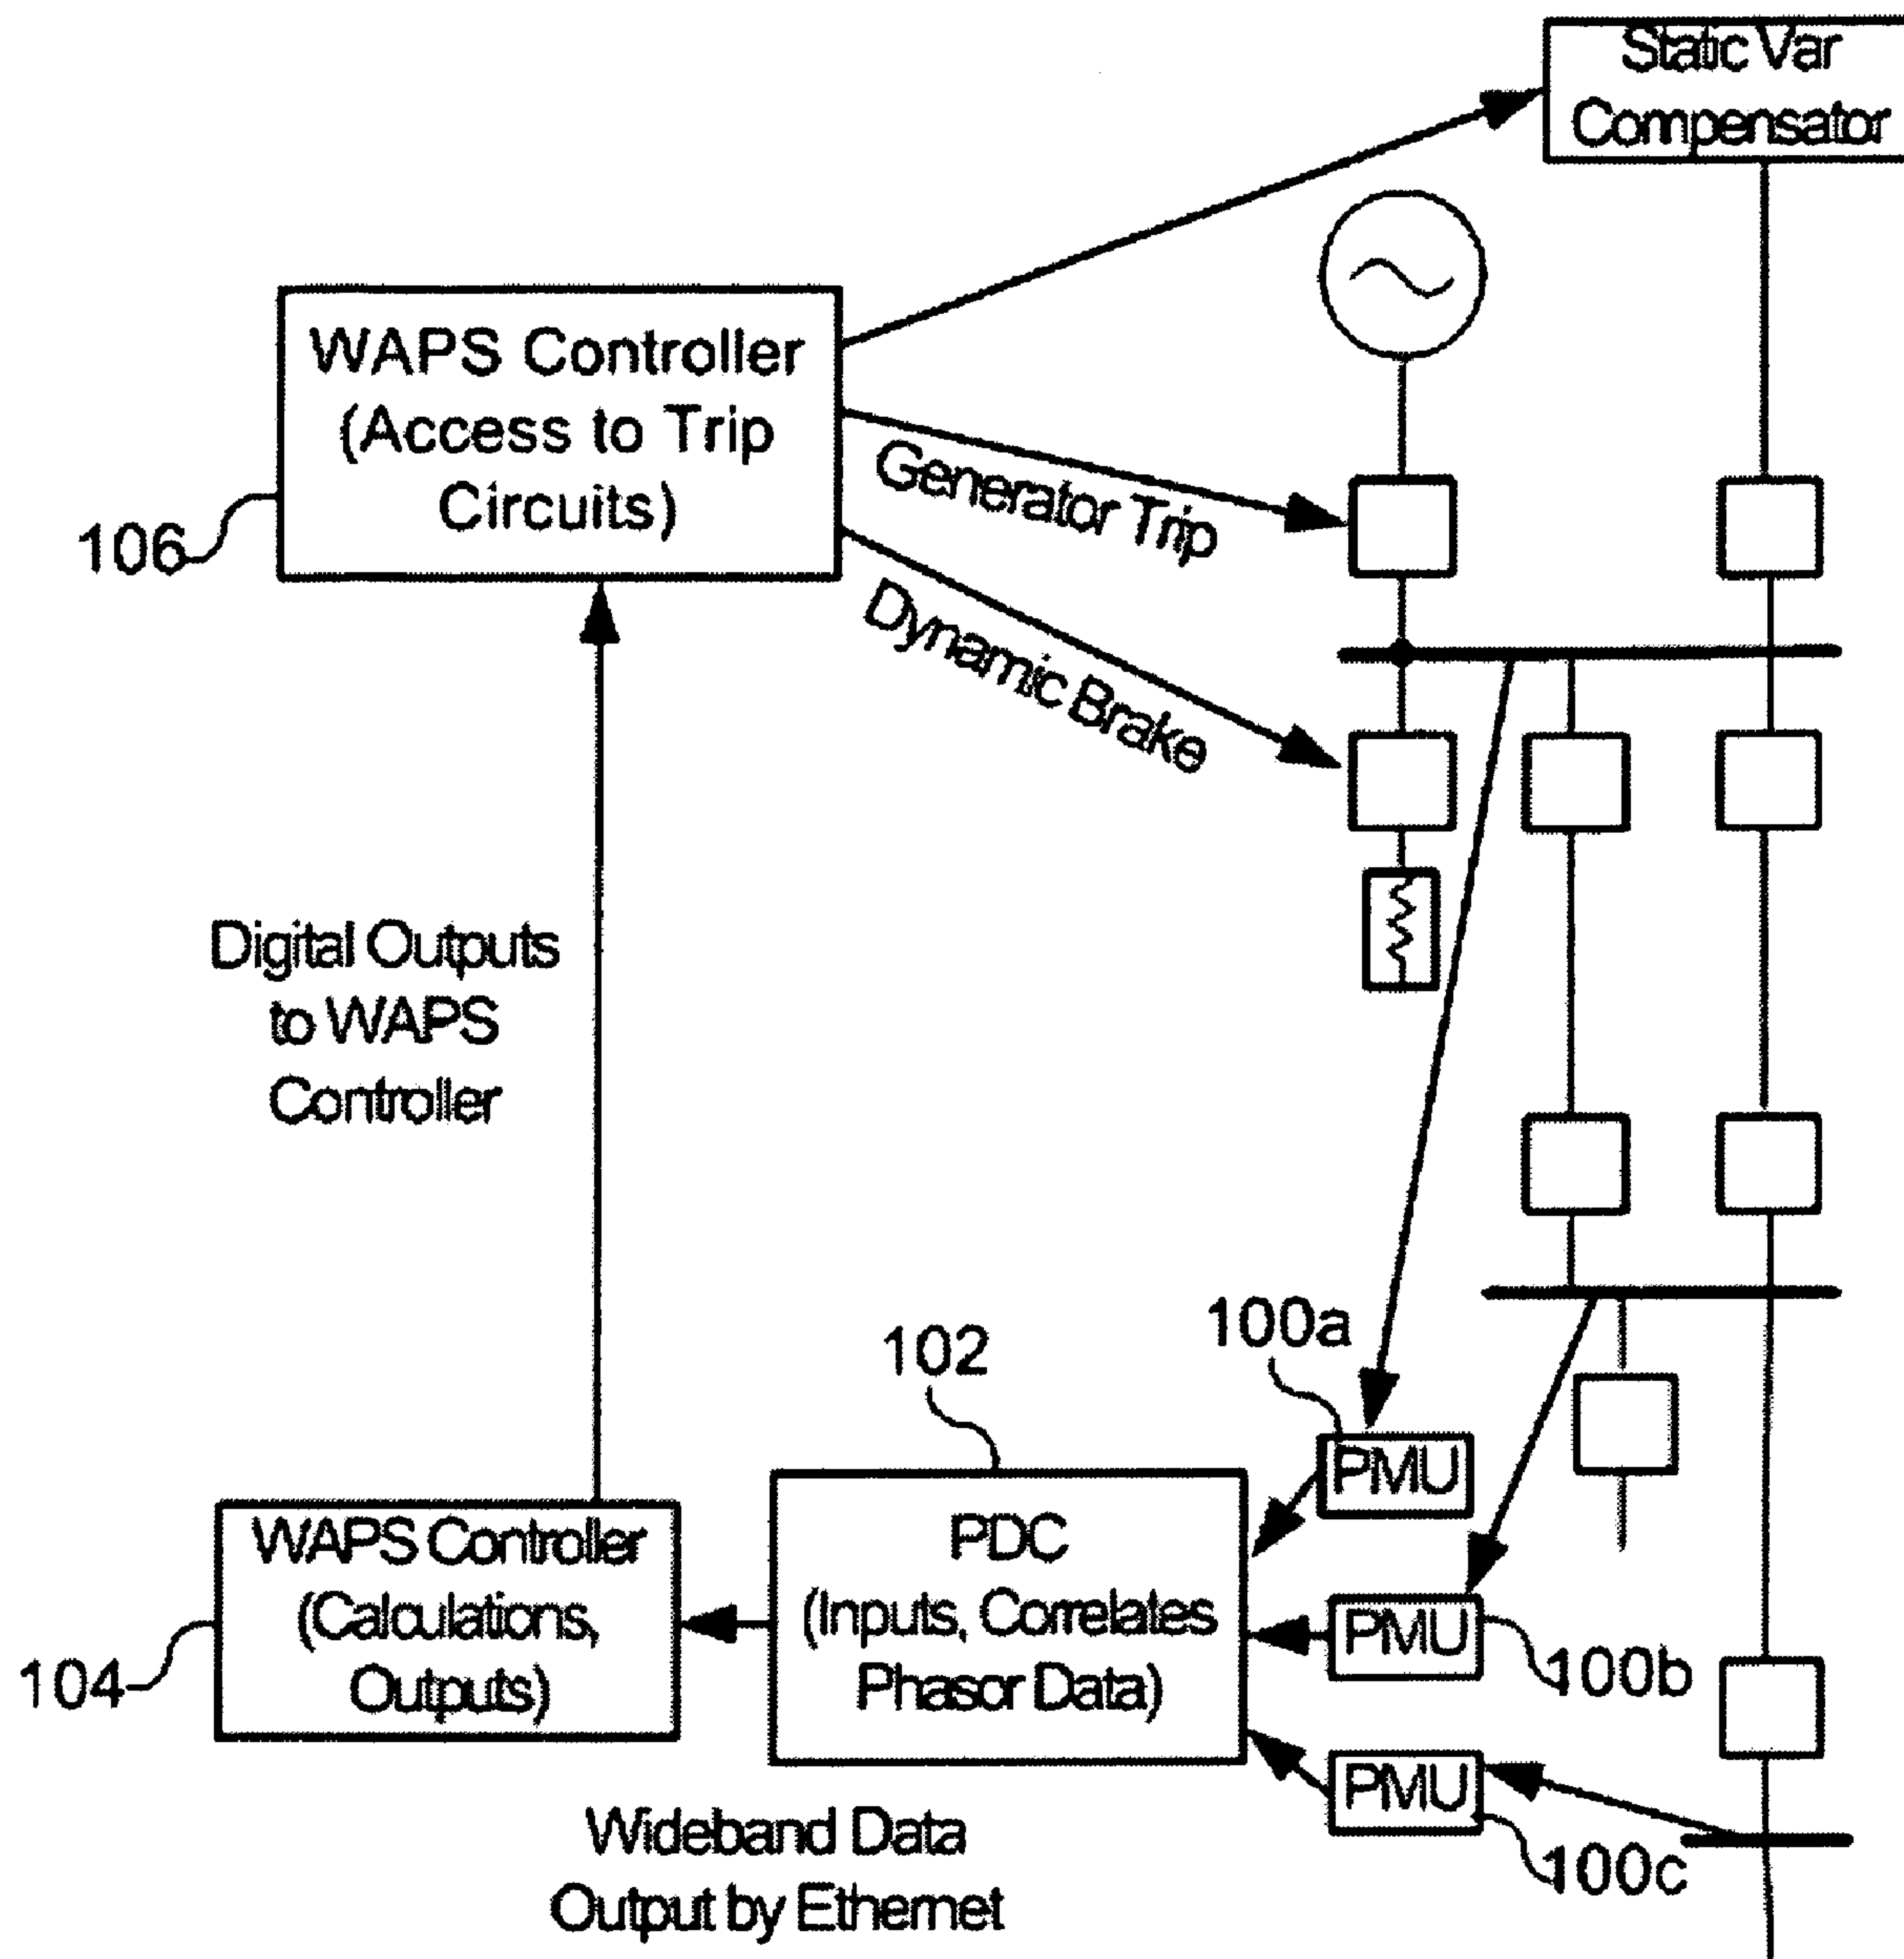 Static Var
Compensator
WAPS Controller
(Access to Trip
Circuits)
106
Generator Trip
Dynamic Brake
Digital Outputs
to WAPS
Controller
100a
102
PMU
WAPS Controller
(Calculations,
Outputs)
104
PDC
(Inputs, Correlates
Phasor Data)
PMU
100b
PMU
100c
Wideband Data
Output by Ethernet